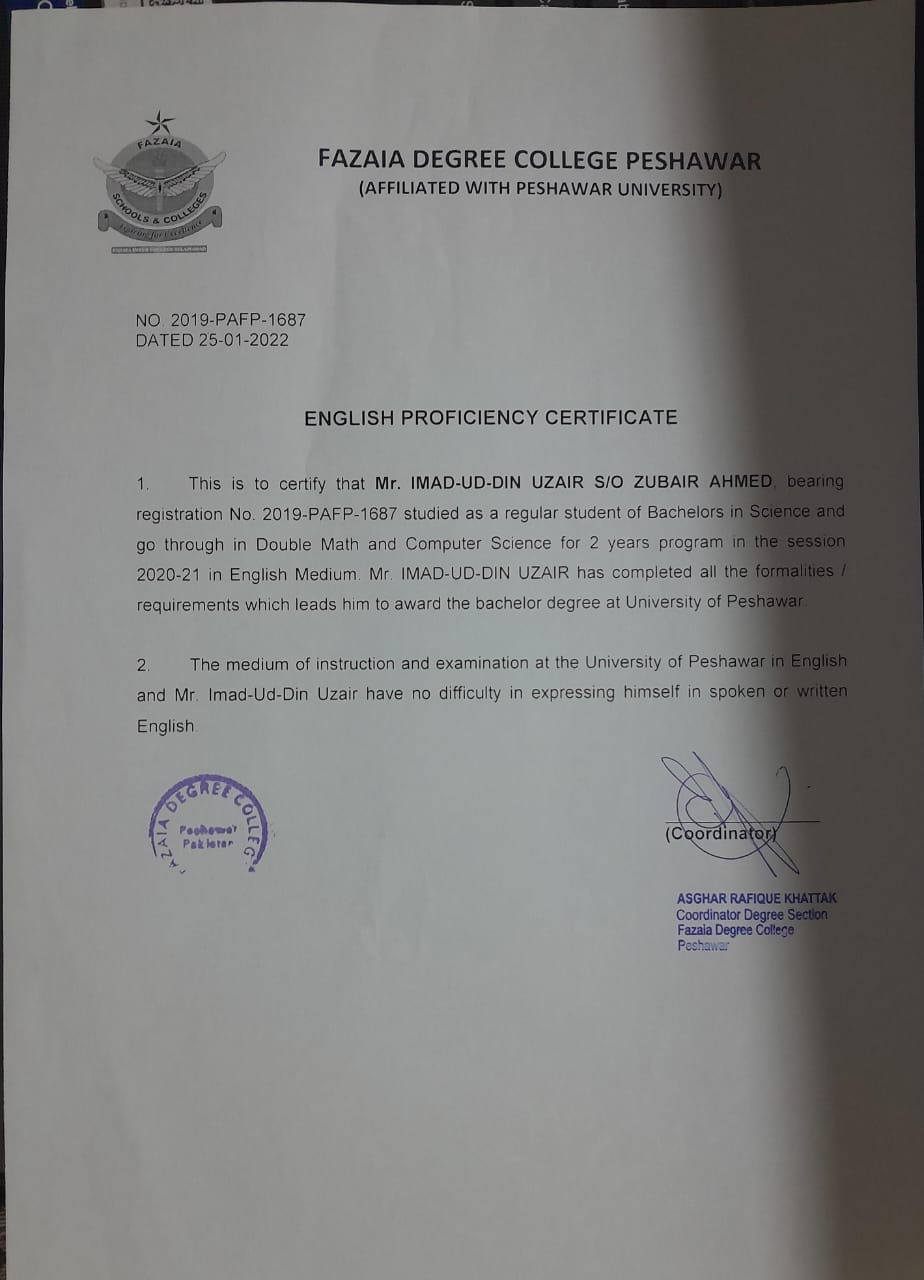 FAZAIA
SCHOOLS & COLLEGES
FAZAIA DEGREE COLLEGE PESHAWAR
(AFFILIATED WITH PESHAWAR UNIVERSITY)
NO. 2019-PAFP-1687
DATED 25-01-2022
ENGLISH PROFICIENCY CERTIFICATE
1. This is to certify that Mr. IMAD-UD-DIN UZAIR S/O ZUBAIR AHMED, bearing
registration No. 2019-PAFP-1687 studied as a regular student of Bachelors in Science and
go through in Double Math and Computer Science for 2 years program in the session
2020-21 in English Medium. Mr. IMAD-UD-DIN UZAIR has completed all the formalities /
requirements which leads him to award the bachelor degree at University of Peshawar.
2. The medium of instruction and examination at the University of Peshawar in English
and Mr. Imad-Ud-Din Uzair have no difficulty in expressing himself in spoken or written
English.
FAZAIA DEGREE COLLEG
Peshawar
Pakistan
(Coordinator)
ASGHAR RAFIQUE KHATTAK
Coordinator Degree Section
Fazaia Degree College
Peshawar